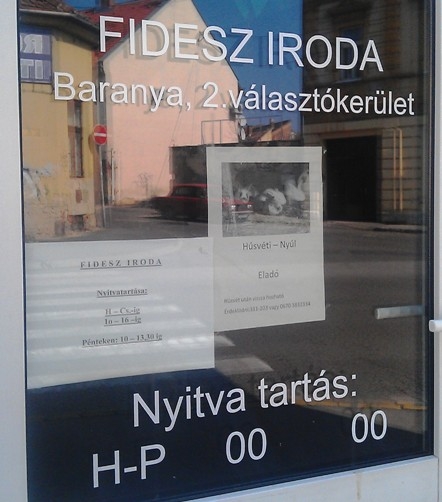 FIDESZ IRODA
Baranya, 2.választókerület
Húsvéti – Nyúl
Eladó
FIDESZ IRODA
Nyitvatartása:
H – Cs.-ig
10 – 16 -ig
Pénteken: 10 – 13,30 ig
Nyitva tartás:
H-P 00 00